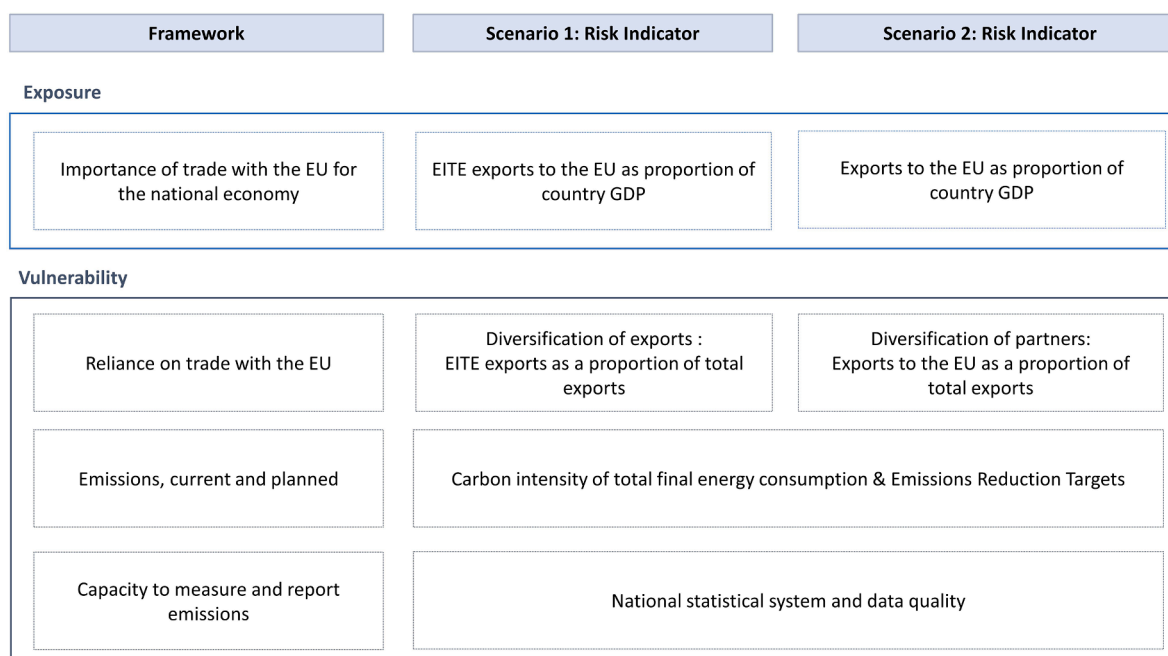 Framework
Scenario 1: Risk Indicator
Scenario 2: Risk Indicator
Exposure
Importance of trade with the EU for
the national economy
EITE exports to the EU as proportion of
country GDP
Exports to the EU as proportion of
country GDP
Vulnerability
Reliance on trade with the EU
Diversification of exports :
EITE exports as a proportion of total
exports
Diversification of partners:
Exports to the EU as a proportion of
total exports
Emissions, current and planned
Carbon intensity of total final energy consumption & Emissions Reduction Targets
Capacity to measure and report
emissions
National statistical system and data quality